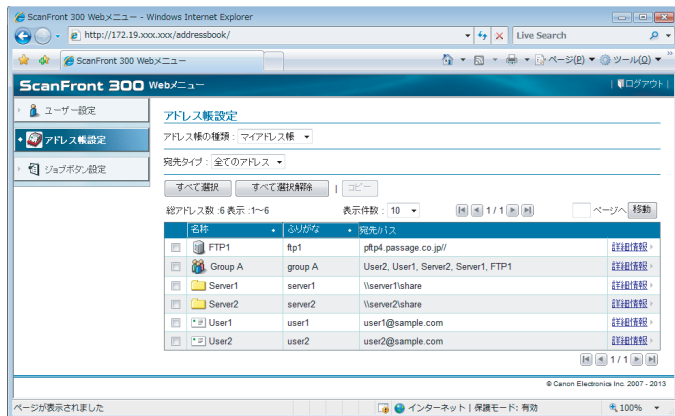 ScanFront 300 Webメニュー - Windows Internet Explorer
http://172.19.xxx.xxx/addressbook/
Live Search
ScanFront 300 Webメニュー
ページ(P) ツール(O)
ScanFront 300 Webメニュー
ログアウト
ユーザー設定
アドレス帳設定
ジョブボタン設定
アドレス帳設定
アドレス帳の種類 : マイアドレス帳
宛先タイプ : 全てのアドレス
すべて選択 すべて選択解除 | コピー
総アドレス数 :6 表示 :1~6 表示件数 : 10 1 / 1 ページへ 移動
名称 ふりがな 宛先/パス
FTP1 ftp1 pftp4.passage.co.jp// 詳細情報
Group A group A User2, User1, Server2, Server1, FTP1 詳細情報
Server1 server1 \\server1\share 詳細情報
Server2 server2 \\server2\share 詳細情報
User1 user1 user1@sample.com 詳細情報
User2 user2 user2@sample.com 詳細情報
1 / 1
© Canon Electronics Inc. 2007 - 2013
ページが表示されました インターネット | 保護モード: 有効 100%